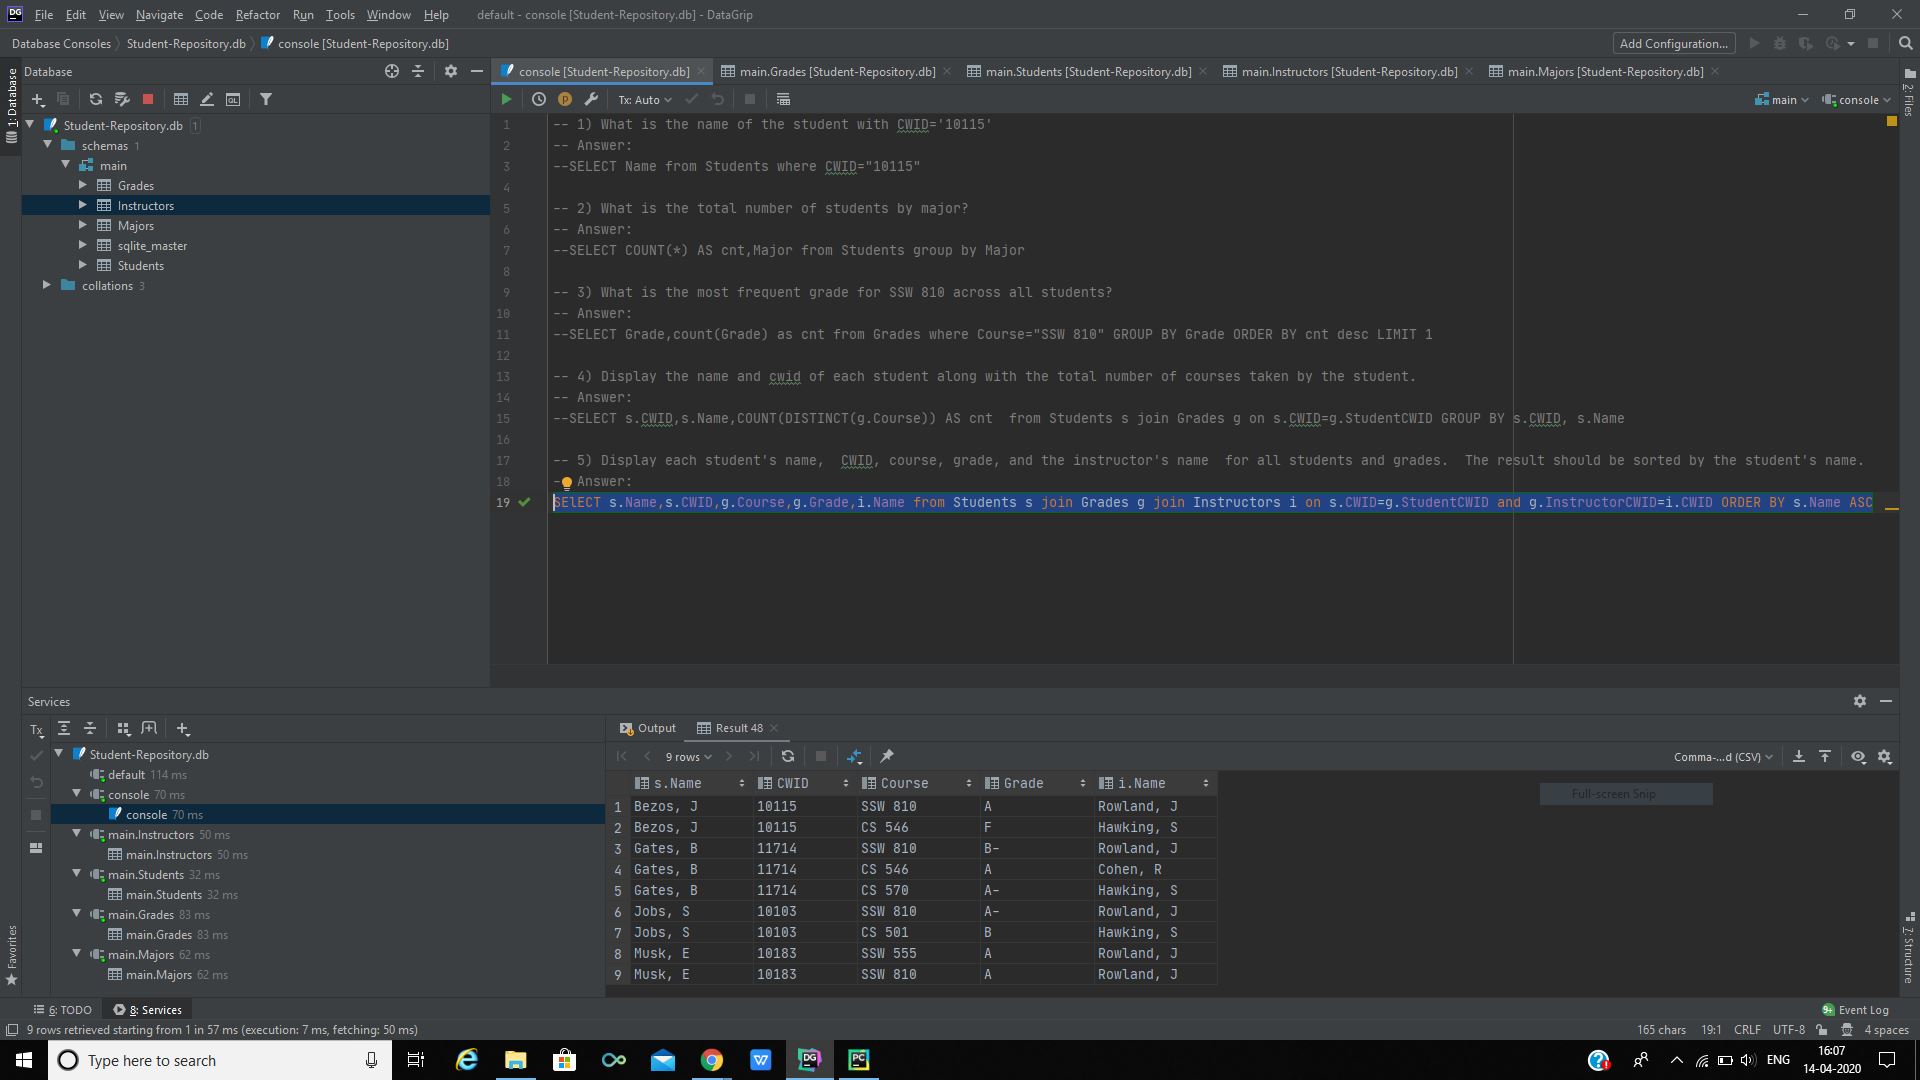 DG File Edit View Navigate Code Refactor Run Tools Window Help default - console [Student-Repository.db] - DataGrip
Database Consoles Student-Repository.db console [Student-Repository.db] Add Configuration...
1: Database
Database
Student-Repository.db 1
schemas 1
main
Grades
Instructors
Majors
sqlite_master
Students
collations 3
console [Student-Repository.db] main.Grades [Student-Repository.db] main.Students [Student-Repository.db] main.Instructors [Student-Repository.db] main.Majors [Student-Repository.db]
Tx: Auto main console
2: Files
1 -- 1) What is the name of the student with CWID='10115'
2 -- Answer:
3 --SELECT Name from Students where CWID="10115"
4
5 -- 2) What is the total number of students by major?
6 -- Answer:
7 --SELECT COUNT(*) AS cnt,Major from Students group by Major
8
9 -- 3) What is the most frequent grade for SSW 810 across all students?
10 -- Answer:
11 --SELECT Grade,count(Grade) as cnt from Grades where Course="SSW 810" GROUP BY Grade ORDER BY cnt desc LIMIT 1
12
13 -- 4) Display the name and cwid of each student along with the total number of courses taken by the student.
14 -- Answer:
15 --SELECT s.CWID,s.Name,COUNT(DISTINCT(g.Course)) AS cnt  from Students s join Grades g on s.CWID=g.StudentCWID GROUP BY s.CWID, s.Name
16
17 -- 5) Display each student's name,  CWID, course, grade, and the instructor's name  for all students and grades.  The result should be sorted by the student's name.
18 - Answer:
19 SElECT s.Name,s.CWID,g.Course,g.Grade,i.Name from Students s join Grades g join Instructors i on s.CWID=g.StudentCWID and g.InstructorCWID=i.CWID ORDER BY s.Name ASC
Services
Tx
Student-Repository.db
default 114 ms
console 70 ms
console 70 ms
main.Instructors 50 ms
main.Instructors 50 ms
main.Students 32 ms
main.Students 32 ms
main.Grades 83 ms
main.Grades 83 ms
main.Majors 62 ms
main.Majors 62 ms
Favorites
Output Result 48
9 rows Comma-...d (CSV)
s.Name CWID Course Grade i.Name
1 Bezos, J 10115 SSW 810 A Rowland, J
2 Bezos, J 10115 CS 546 F Hawking, S
3 Gates, B 11714 SSW 810 B- Rowland, J
4 Gates, B 11714 CS 546 A Cohen, R
5 Gates, B 11714 CS 570 A- Hawking, S
6 Jobs, S 10103 SSW 810 A- Rowland, J
7 Jobs, S 10103 CS 501 B Hawking, S
8 Musk, E 10183 SSW 555 A Rowland, J
9 Musk, E 10183 SSW 810 A Rowland, J
Full-screen Snip
7: Structure
6: TODO 8: Services Event Log
9 rows retrieved starting from 1 in 57 ms (execution: 7 ms, fetching: 50 ms) 165 chars 19:1 CRLF UTF-8 4 spaces
Type here to search DG PC ENG 16:07
14-04-2020